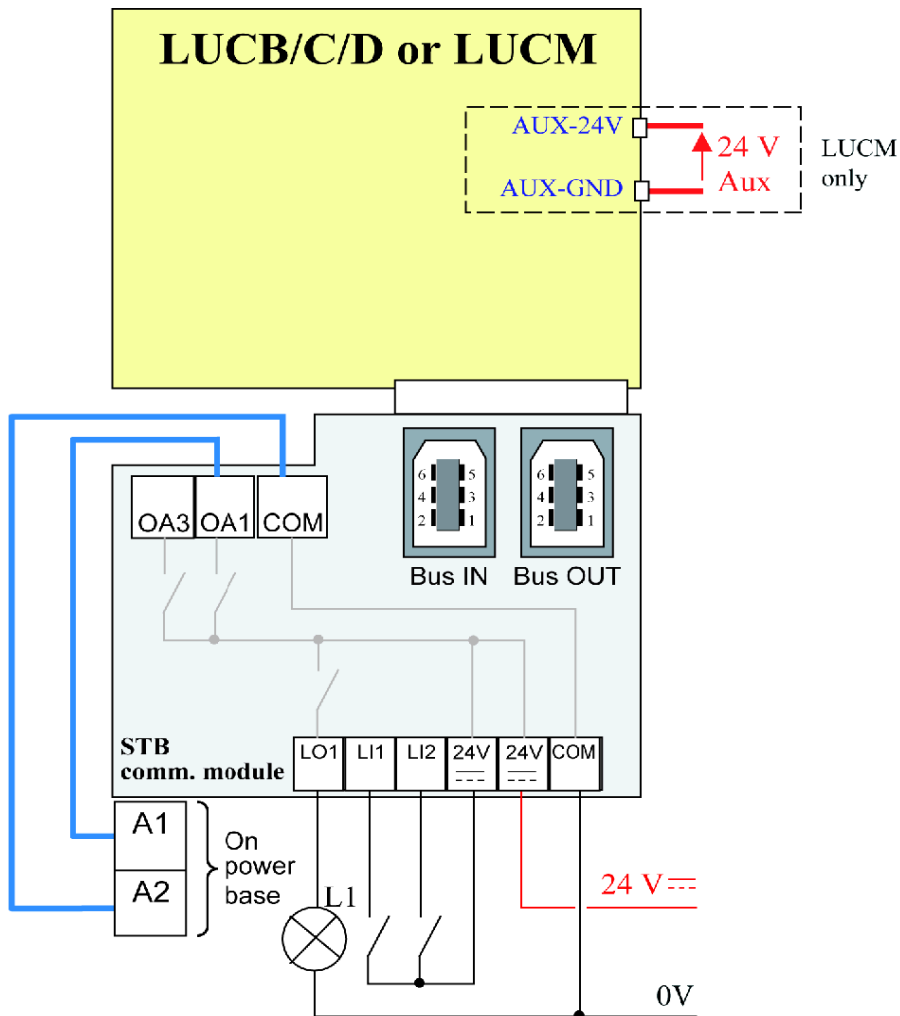 LUCB/C/D or LUCM
AUX-24V
24 V
Aux
AUX-GND
LUCM
only
OA3
OA1
COM
6
5
4
3
2
1
6
5
4
3
2
1
Bus IN
Bus OUT
STB
comm. module
LO1
LI1
LI2
24V
24V
COM
A1
A2
On
power
base
L1
24 V
0V